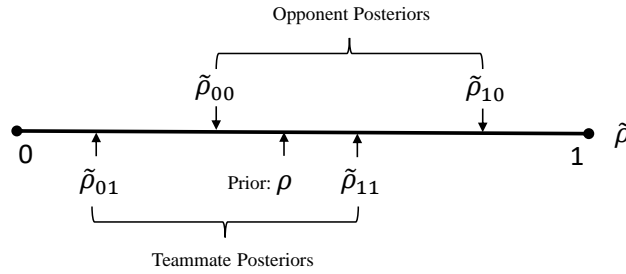 Opponent Posteriors
ρ̃₀₀ ρ̃₁₀
0 1 ρ̃
ρ̃₀₁ Prior: ρ ρ̃₁₁
Teammate Posteriors